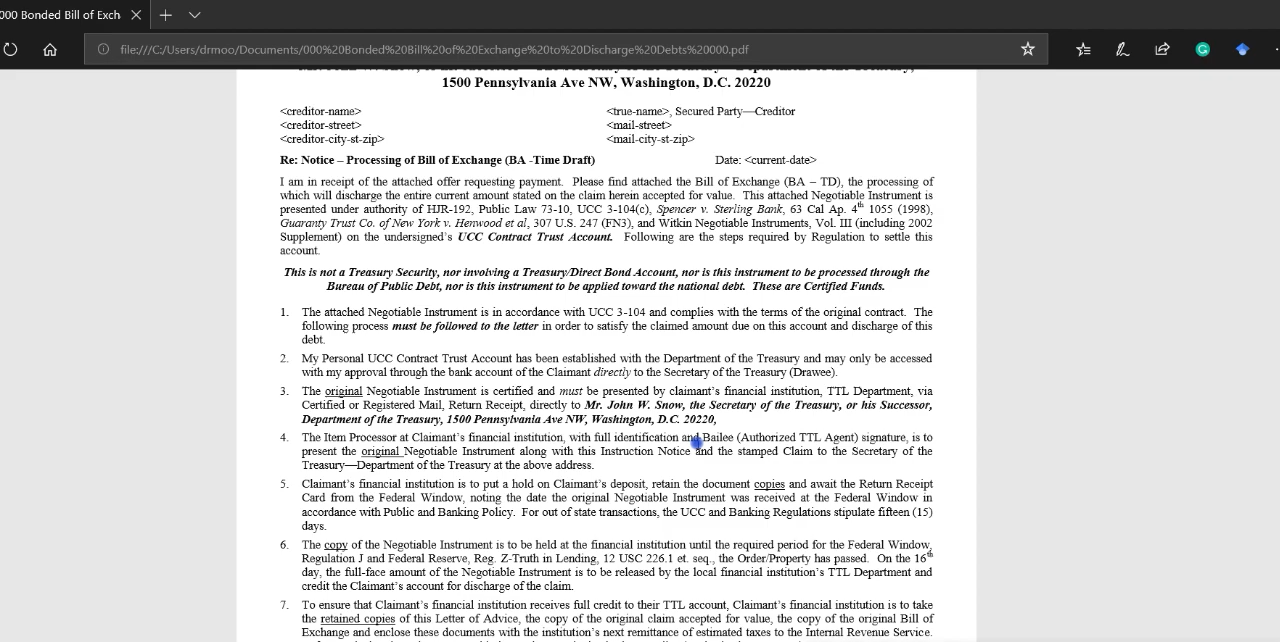 000 Bonded Bill of Exch
file:///C:/Users/drmoo/Documents/000%20Bonded%20Bill%20of%20Exchange%20to%20Discharge%20Debts%20000.pdf
1500 Pennsylvania Ave NW, Washington, D.C. 20220
<creditor-name> <true-name>, Secured Party—Creditor
<creditor-street> <mail-street>
<creditor-city-st-zip> <mail-city-st-zip>
Re: Notice – Processing of Bill of Exchange (BA -Time Draft) Date: <current-date>
I am in receipt of the attached offer requesting payment. Please find attached the Bill of Exchange (BA – TD), the processing of
which will discharge the entire current amount stated on the claim herein accepted for value. This attached Negotiable Instrument is
presented under authority of HJR-192, Public Law 73-10, UCC 3-104(c), Spencer v. Sterling Bank, 63 Cal Ap. 4th 1055 (1998),
Guaranty Trust Co. of New York v. Henwood et al, 307 U.S. 247 (FN3), and Witkin Negotiable Instruments, Vol. III (including 2002
Supplement) on the undersigned's UCC Contract Trust Account. Following are the steps required by Regulation to settle this
account.
This is not a Treasury Security, nor involving a Treasury/Direct Bond Account, nor is this instrument to be processed through the
Bureau of Public Debt, nor is this instrument to be applied toward the national debt. These are Certified Funds.
1. The attached Negotiable Instrument is in accordance with UCC 3-104 and complies with the terms of the original contract. The
following process must be followed to the letter in order to satisfy the claimed amount due on this account and discharge of this
debt.
2. My Personal UCC Contract Trust Account has been established with the Department of the Treasury and may only be accessed
with my approval through the bank account of the Claimant directly to the Secretary of the Treasury (Drawee).
3. The original Negotiable Instrument is certified and must be presented by claimant's financial institution, TTL Department, via
Certified or Registered Mail, Return Receipt, directly to Mr. John W. Snow, the Secretary of the Treasury, or his Successor,
Department of the Treasury, 1500 Pennsylvania Ave NW, Washington, D.C. 20220,
4. The Item Processor at Claimant's financial institution, with full identification and Bailee (Authorized TTL Agent) signature, is to
present the original Negotiable Instrument along with this Instruction Notice and the stamped Claim to the Secretary of the
Treasury—Department of the Treasury at the above address.
5. Claimant's financial institution is to put a hold on Claimant's deposit, retain the document copies and await the Return Receipt
Card from the Federal Window, noting the date the original Negotiable Instrument was received at the Federal Window in
accordance with Public and Banking Policy. For out of state transactions, the UCC and Banking Regulations stipulate fifteen (15)
days.
6. The copy of the Negotiable Instrument is to be held at the financial institution until the required period for the Federal Window,
Regulation J and Federal Reserve, Reg. Z-Truth in Lending, 12 USC 226.1 et. seq., the Order/Property has passed. On the 16th
day, the full-face amount of the Negotiable Instrument is to be released by the local financial institution's TTL Department and
credit the Claimant's account for discharge of the claim.
7. To ensure that Claimant's financial institution receives full credit to their TTL account, Claimant's financial institution is to take
the retained copies of this Letter of Advice, the copy of the original claim accepted for value, the copy of the original Bill of
Exchange and enclose these documents with the institution's next remittance of estimated taxes to the Internal Revenue Service.